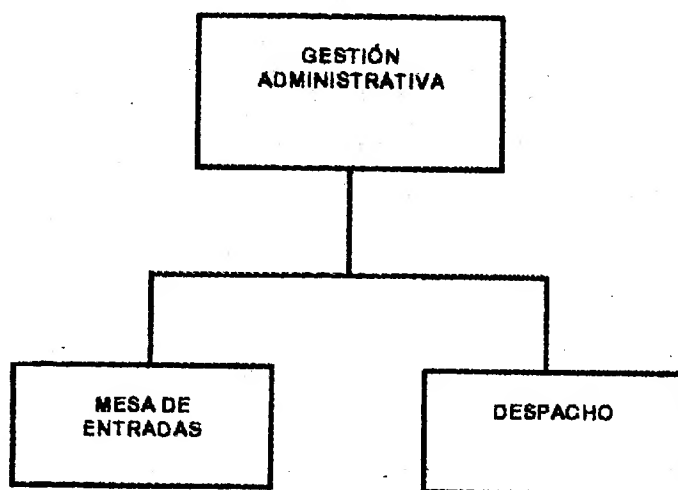 GESTIÓN
ADMINISTRATIVA
MESA DE
ENTRADAS
DESPACHO